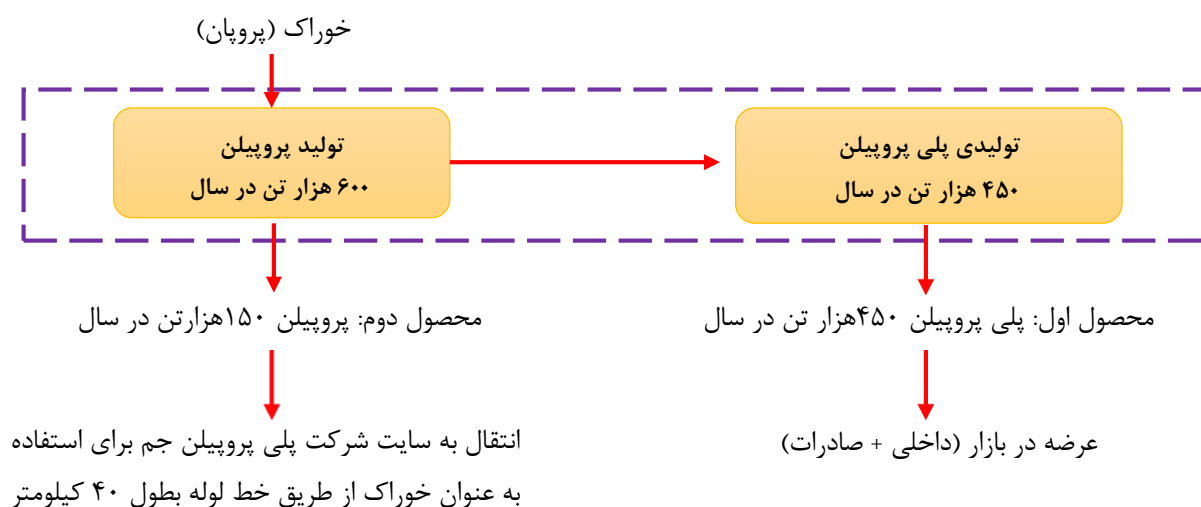 خوراک (پروپان)
تولید پروپیلن
۶۰۰ هزار تن در سال
تولیدی پلی پروپیلن
۴۵۰ هزار تن در سال
محصول اول: پلی پروپیلن ۴۵۰هزار تن در سال
محصول دوم: پروپیلن ۱۵۰هزارتن در سال
عرضه در بازار (داخلی + صادرات)
انتقال به سایت شرکت پلی پروپیلن جم برای استفاده
به عنوان خوراک از طریق خط لوله بطول ۴۰ کیلومتر